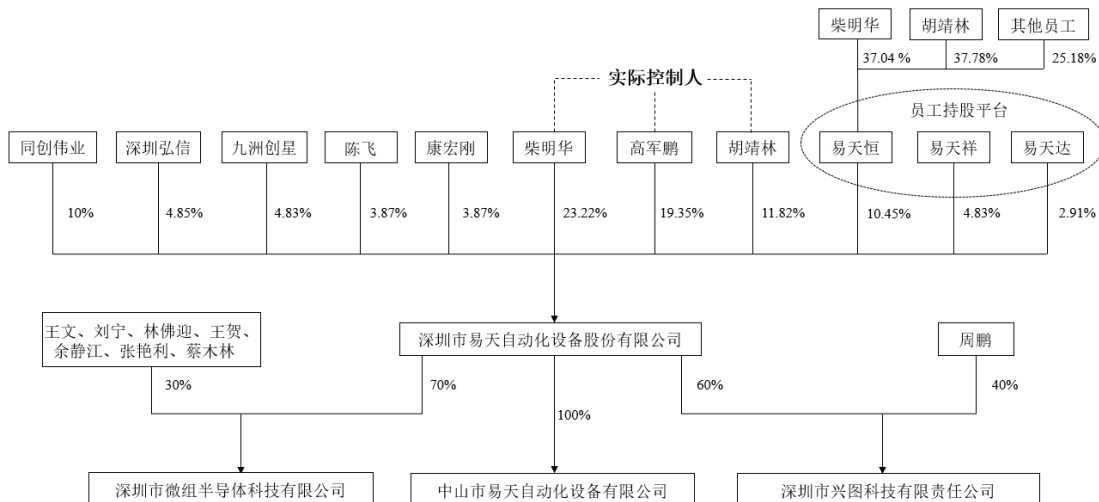 柴明华
胡靖林
其他员工
37.04 %
37.78%
25.18%
实际控制人
员工持股平台
同创伟业
深圳弘信
九洲创星
陈飞
康宏刚
柴明华
高军鹏
胡靖林
易天恒
易天祥
易天达
10%
4.85%
4.83%
3.87%
3.87%
23.22%
19.35%
11.82%
10.45%
4.83%
2.91%
王文、刘宁、林佛迎、王贺、
余静江、张艳利、蔡木林
深圳市易天自动化设备股份有限公司
周鹏
30%
70%
100%
60%
40%
深圳市微组半导体科技有限公司
中山市易天自动化设备有限公司
深圳市兴图科技有限责任公司